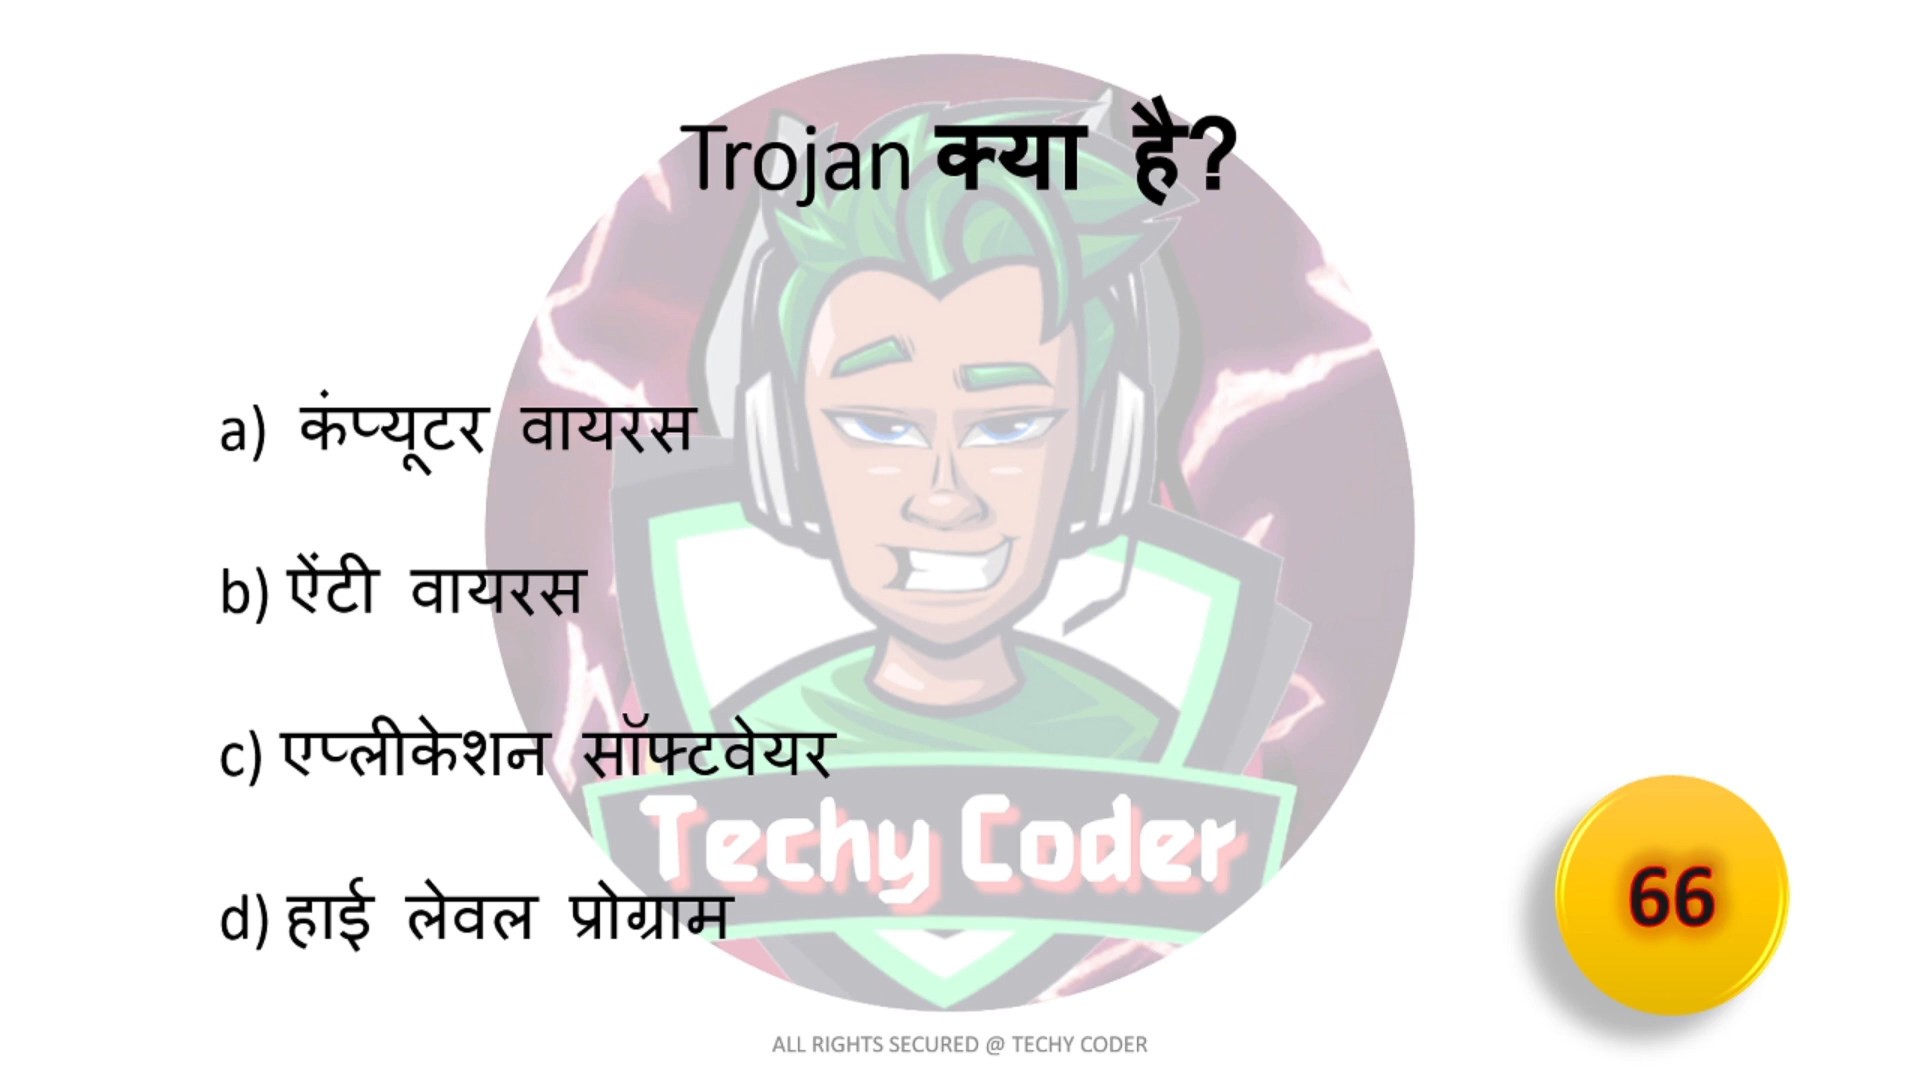 Trojan क्या है?
a) कंप्यूटर वायरस
b) ऐंटी वायरस
c) एप्लीकेशन सॉफ्टवेयर
Techy Coder
d) हाई लेवल प्रोग्राम
66
ALL RIGHTS SECURED @ TECHY CODER